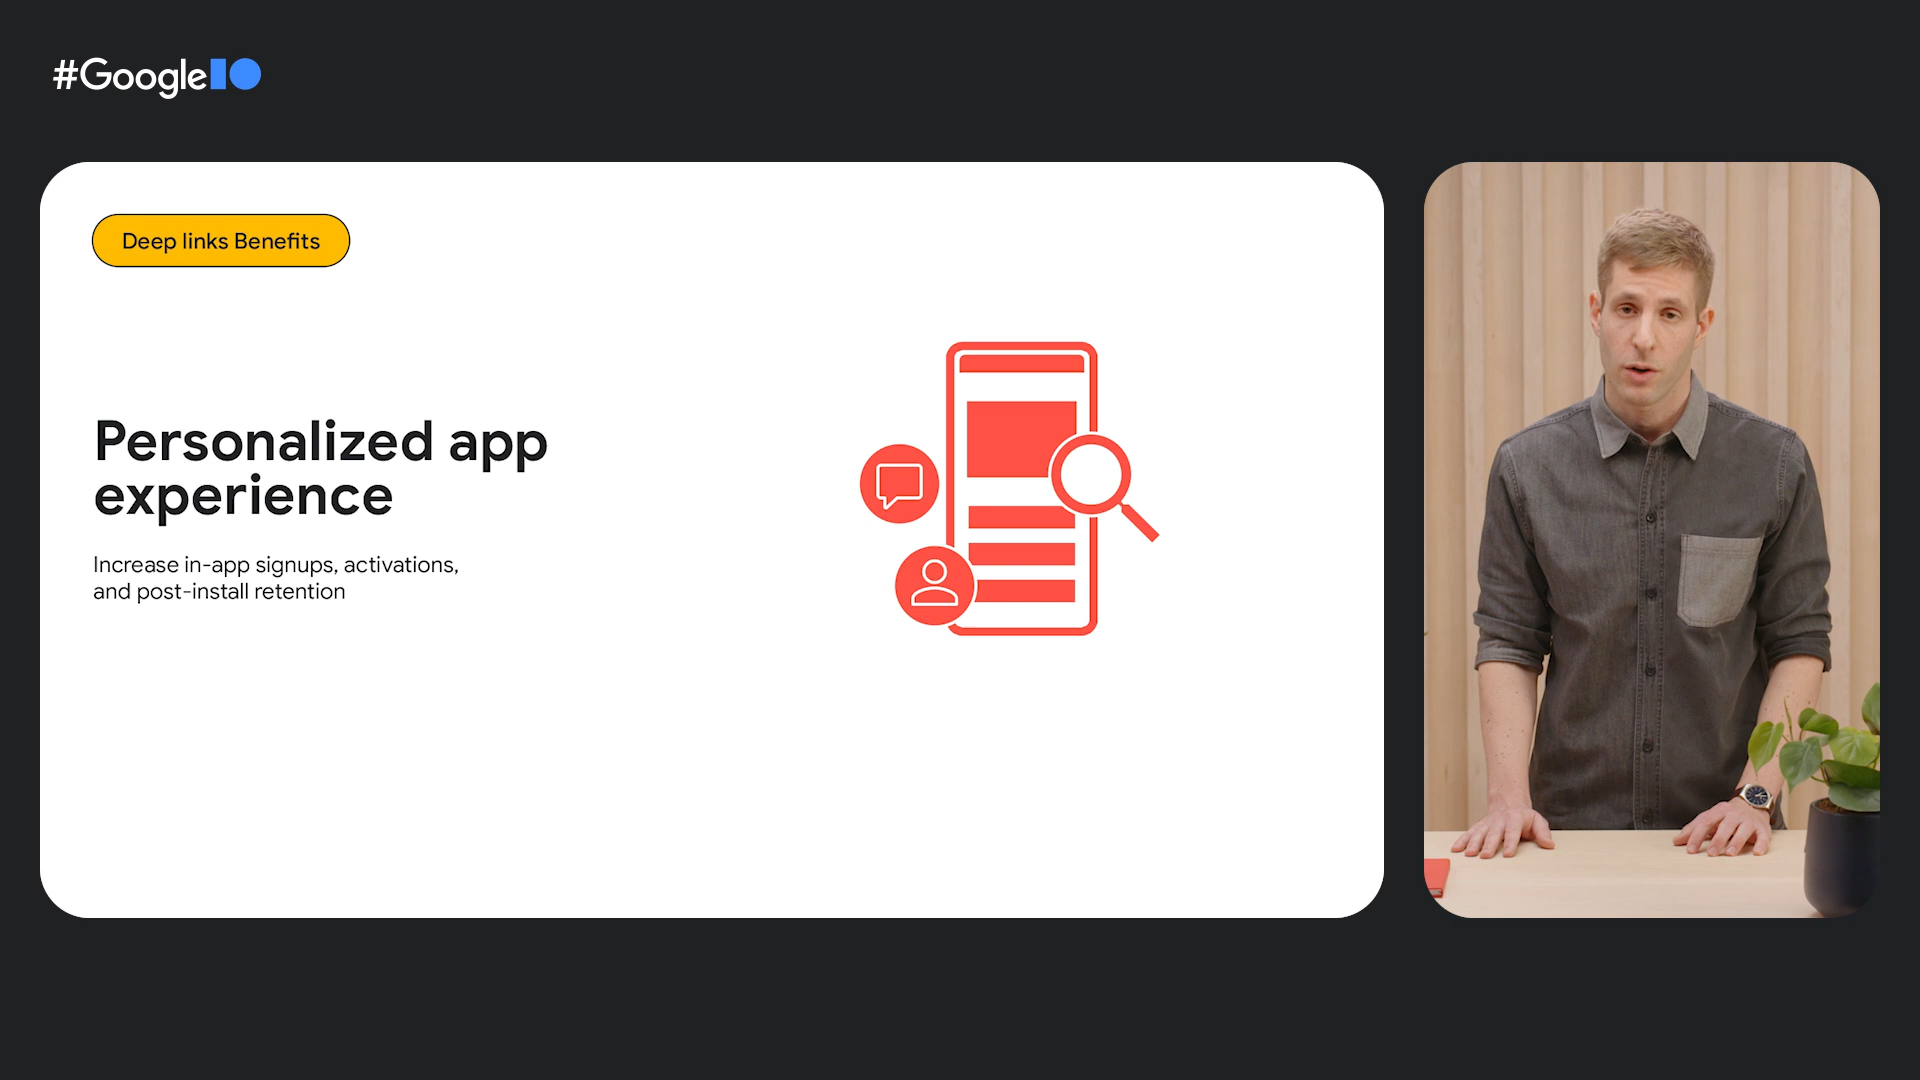 #GoogleIO
Deep links Benefits
Personalized app
experience
Increase in-app signups, activations,
and post-install retention